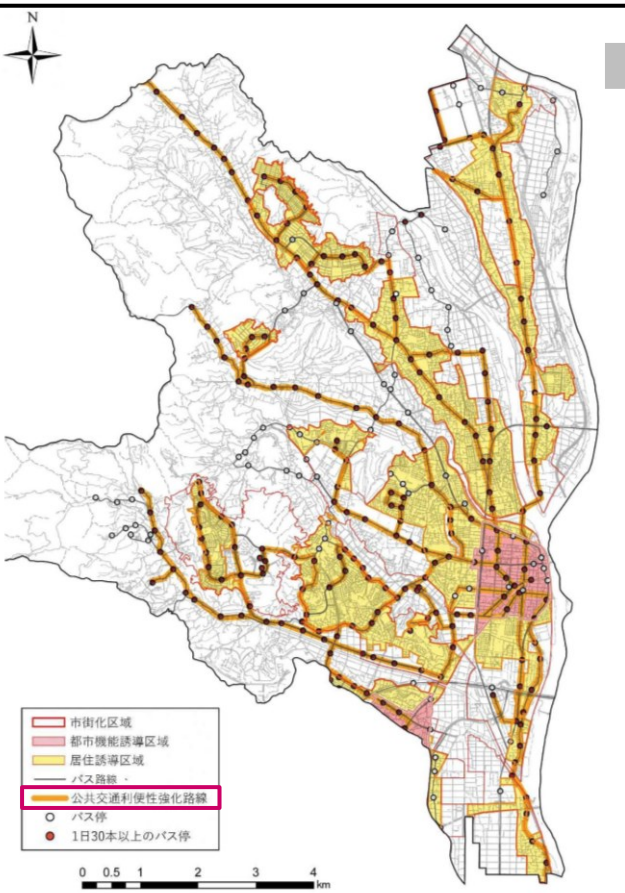 N
市街化区域
都市機能誘導区域
居住誘導区域
バス路線
公共交通利便性強化路線
バス停
1日30本以上のバス停
0 0.5 1 2 3 4
km